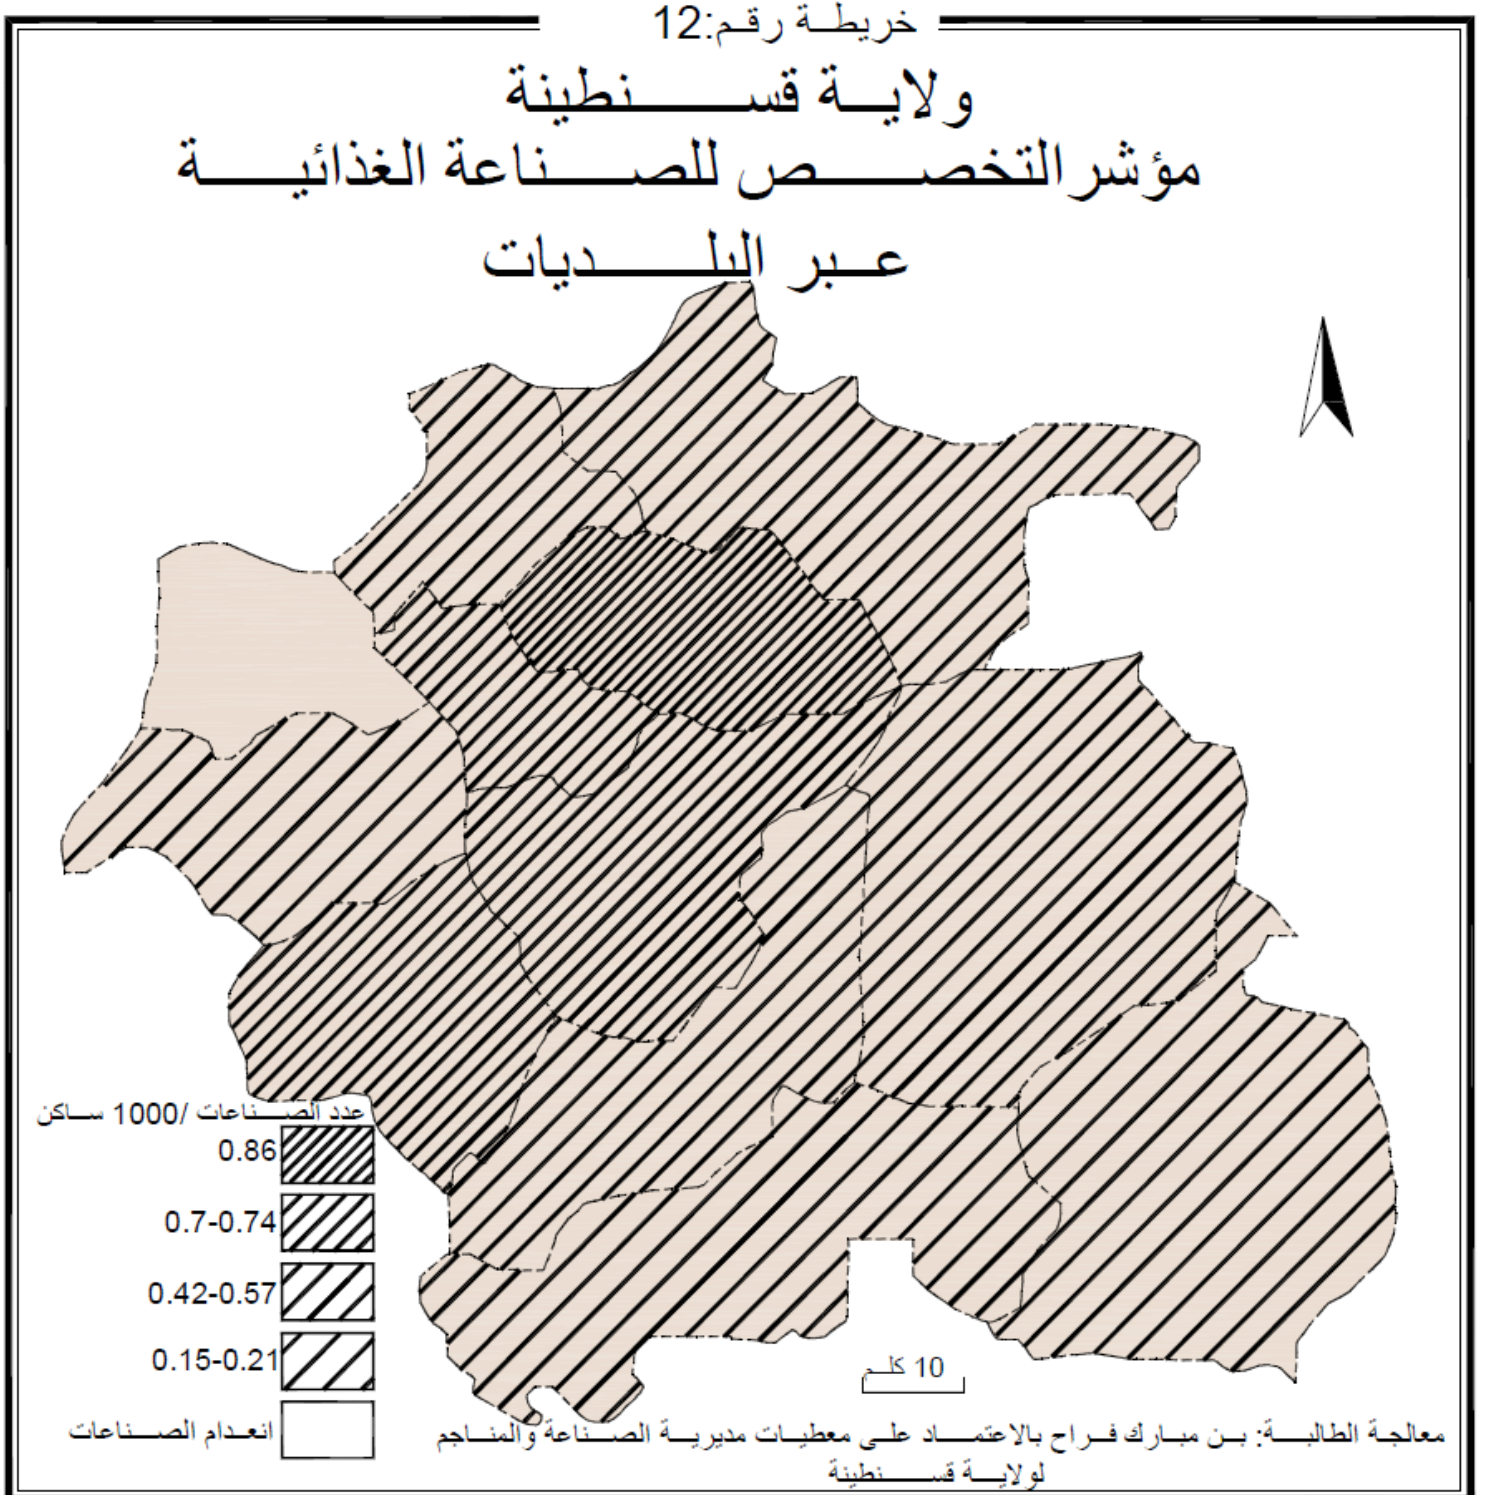 خريطة رقم:12
ولاية قسنطينة
مؤشر التخصص للصناعة الغذائية
عبر البلديات
عدد الصناعات /1000 ساكن
0.86
0.7-0.74
0.42-0.57
0.15-0.21
انعدام الصناعات
10 كلم
معالجة الطالبة: بن مبارك فراح بالاعتماد على معطيات مديرية الصناعة والمناجم
لولاية قسنطينة